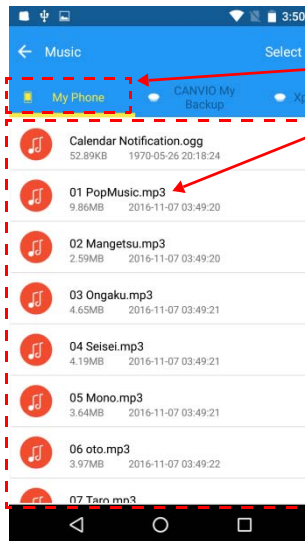 3:50
Music
Select
My Phone
CANVIO My
Backup
Xp
Calendar Notification.ogg
52.89KB 1970-05-26 20:18:24
01 PopMusic.mp3
9.86MB 2016-11-07 03:49:20
02 Mangetsu.mp3
2.59MB 2016-11-07 03:49:20
03 Ongaku.mp3
4.65MB 2016-11-07 03:49:21
04 Seisei.mp3
4.19MB 2016-11-07 03:49:21
05 Mono.mp3
3.64MB 2016-11-07 03:49:21
06 oto.mp3
3.97MB 2016-11-07 03:49:22
07 Taro.mp3